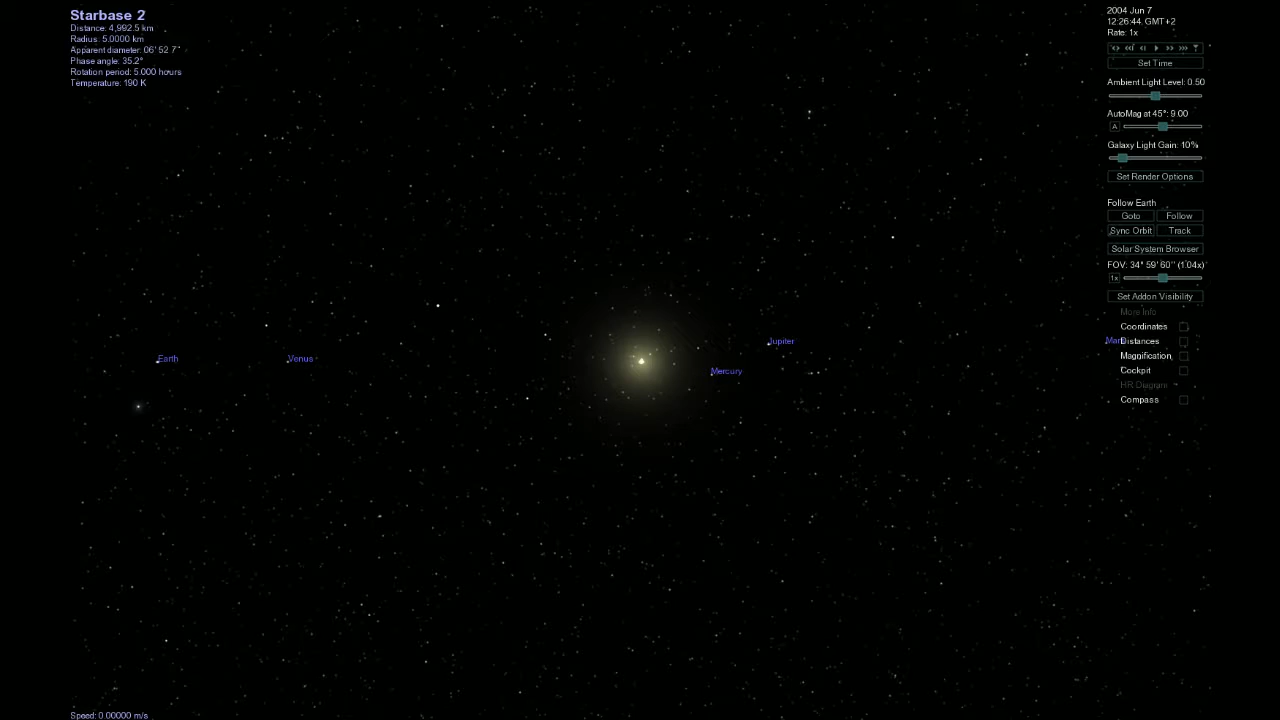 Starbase 2
Distance: 4,992.5 km
Radius: 5.0000 km
Apparent diameter: 06' 52.7"
Phase angle: 35.2°
Rotation period: 5.000 hours
Temperature: 190 K
2004 Jun 7
12:26:44 GMT+2
Rate: 1x
Set Time
Ambient Light Level: 0.50
AutoMag at 45°: 9.00
A
Galaxy Light Gain: 10%
Set Render Options
Follow Earth
Goto Follow
Sync Orbit Track
Solar System Browser
FOV: 34° 59' 60'' (1.04x)
1x
Set Addon Visibility
More Info
Coordinates
Distances
Magnification
Cockpit
HR Diagram
Compass
Earth
Venus
Jupiter
Mercury
Speed: 0.00000 m/s